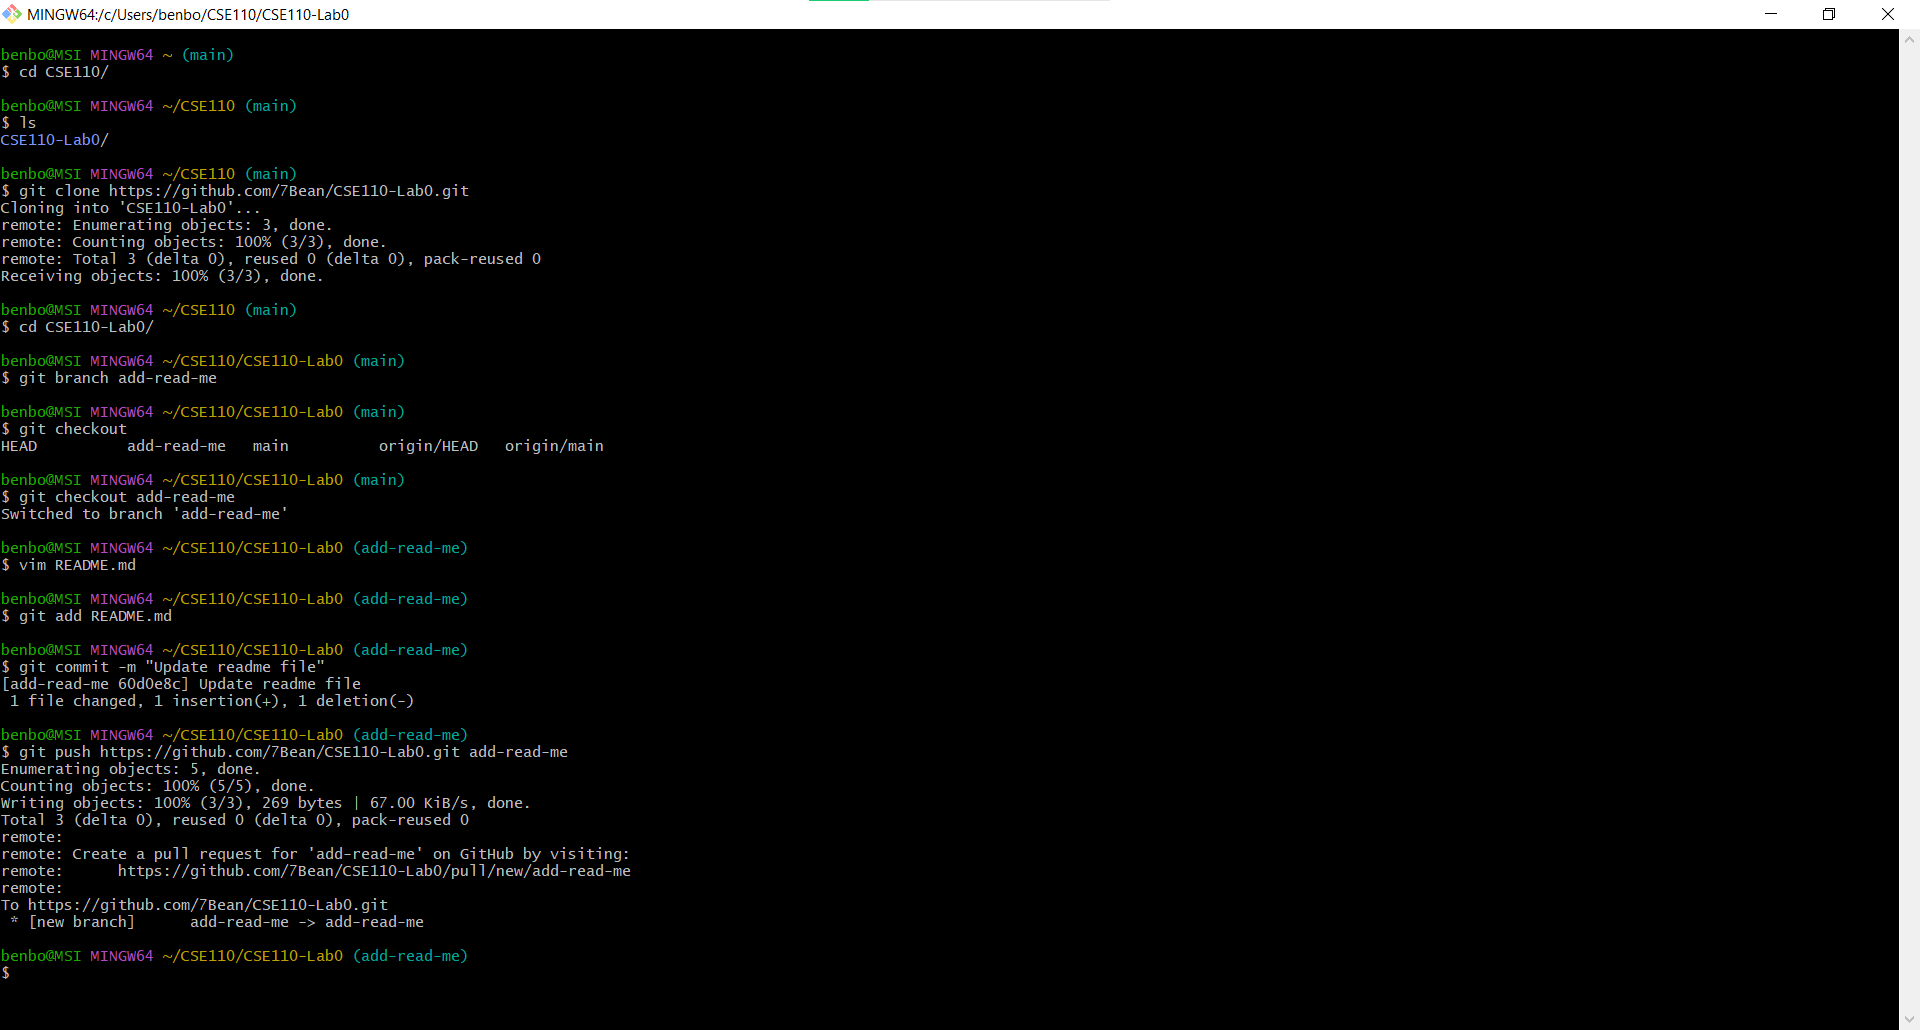 MINGW64:/c/Users/benbo/CSE110/CSE110-Lab0
benbo@MSI MINGW64 ~ (main)
$ cd CSE110/
benbo@MSI MINGW64 ~/CSE110 (main)
$ ls
CSE110-Lab0/
benbo@MSI MINGW64 ~/CSE110 (main)
$ git clone https://github.com/7Bean/CSE110-Lab0.git
Cloning into 'CSE110-Lab0'...
remote: Enumerating objects: 3, done.
remote: Counting objects: 100% (3/3), done.
remote: Total 3 (delta 0), reused 0 (delta 0), pack-reused 0
Receiving objects: 100% (3/3), done.
benbo@MSI MINGW64 ~/CSE110 (main)
$ cd CSE110-Lab0/
benbo@MSI MINGW64 ~/CSE110/CSE110-Lab0 (main)
$ git branch add-read-me
benbo@MSI MINGW64 ~/CSE110/CSE110-Lab0 (main)
$ git checkout
HEAD          add-read-me   main          origin/HEAD   origin/main
benbo@MSI MINGW64 ~/CSE110/CSE110-Lab0 (main)
$ git checkout add-read-me
Switched to branch 'add-read-me'
benbo@MSI MINGW64 ~/CSE110/CSE110-Lab0 (add-read-me)
$ vim README.md
benbo@MSI MINGW64 ~/CSE110/CSE110-Lab0 (add-read-me)
$ git add README.md
benbo@MSI MINGW64 ~/CSE110/CSE110-Lab0 (add-read-me)
$ git commit -m "Update readme file"
[add-read-me 60d0e8c] Update readme file
 1 file changed, 1 insertion(+), 1 deletion(-)
benbo@MSI MINGW64 ~/CSE110/CSE110-Lab0 (add-read-me)
$ git push https://github.com/7Bean/CSE110-Lab0.git add-read-me
Enumerating objects: 5, done.
Counting objects: 100% (5/5), done.
Writing objects: 100% (3/3), 269 bytes | 67.00 KiB/s, done.
Total 3 (delta 0), reused 0 (delta 0), pack-reused 0
remote:
remote: Create a pull request for 'add-read-me' on GitHub by visiting:
remote:      https://github.com/7Bean/CSE110-Lab0/pull/new/add-read-me
remote:
To https://github.com/7Bean/CSE110-Lab0.git
 * [new branch]      add-read-me -> add-read-me
benbo@MSI MINGW64 ~/CSE110/CSE110-Lab0 (add-read-me)
$